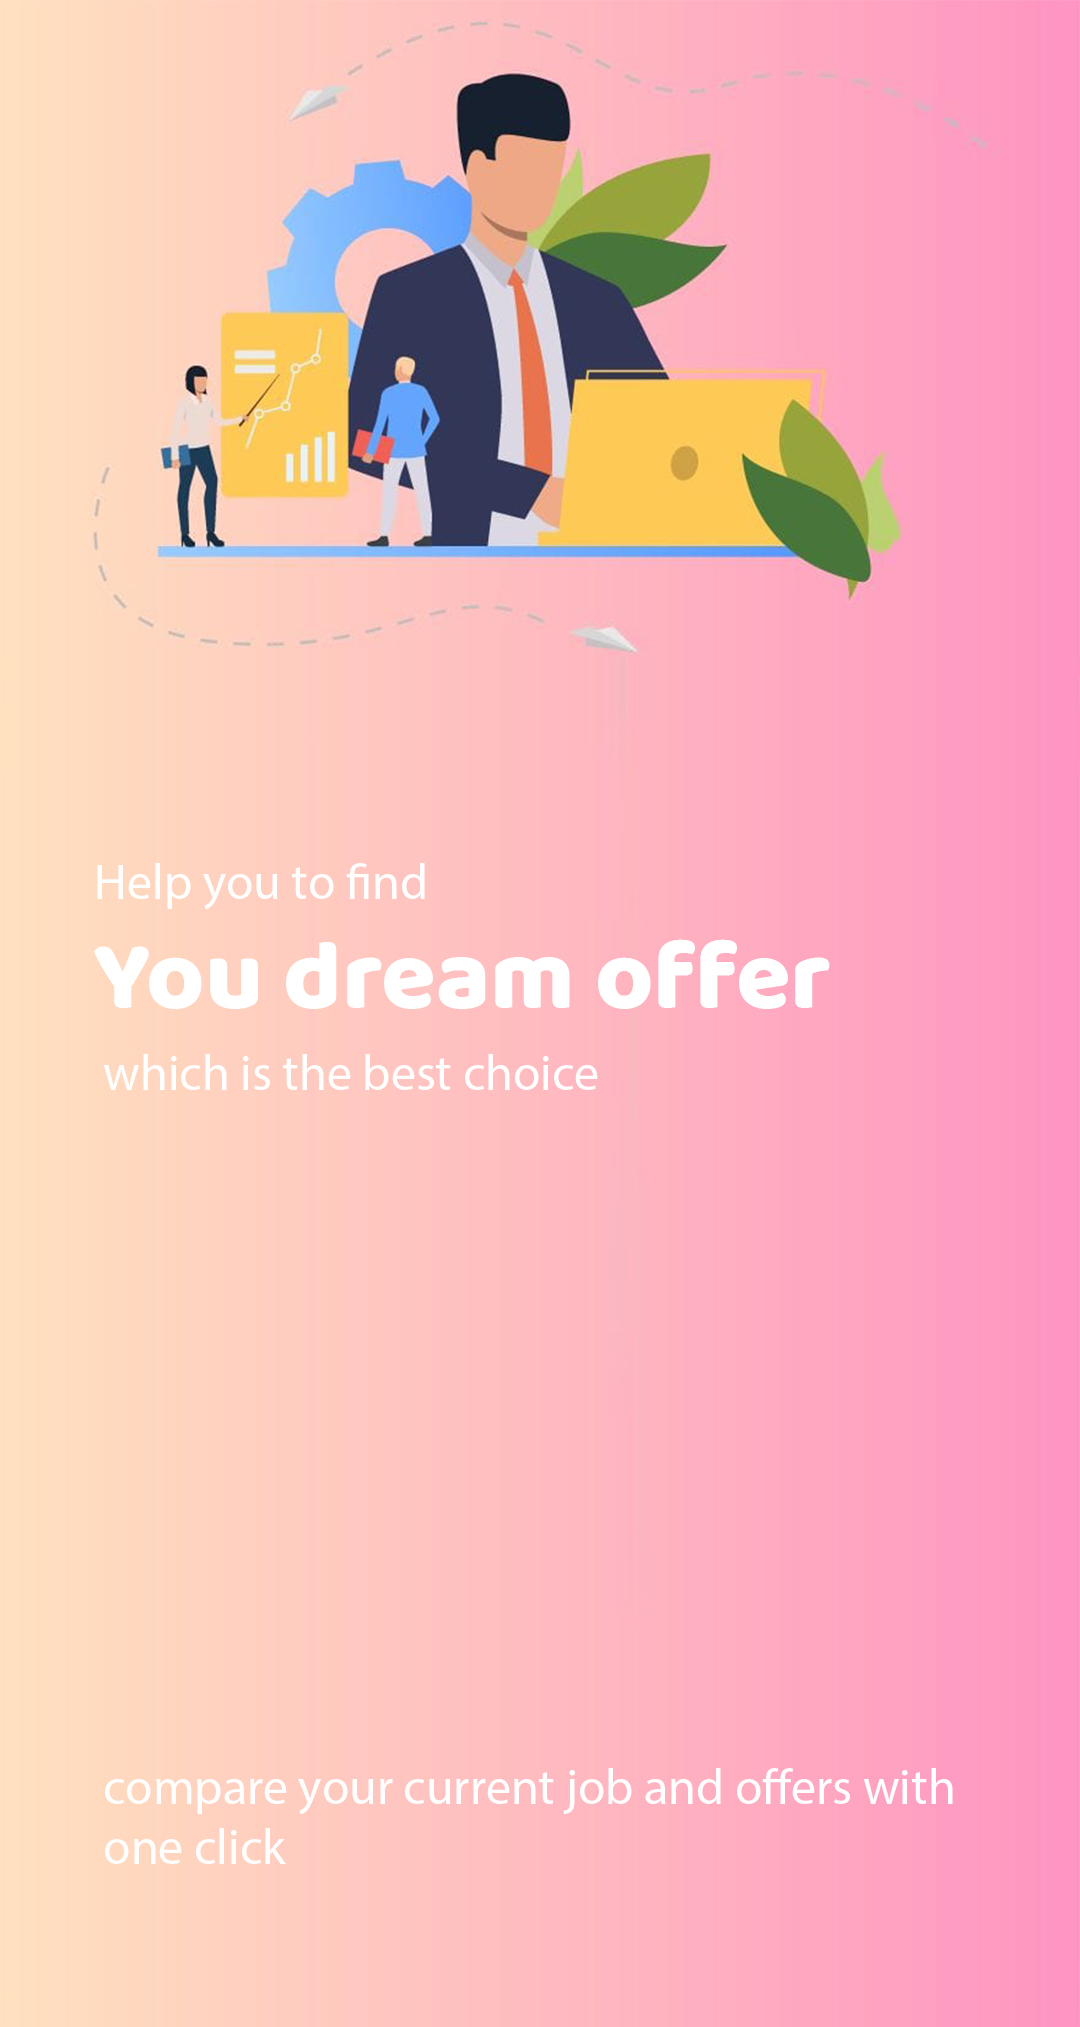 Help you to find
You dream offer
which is the best choice
compare your current job and offers with
one click